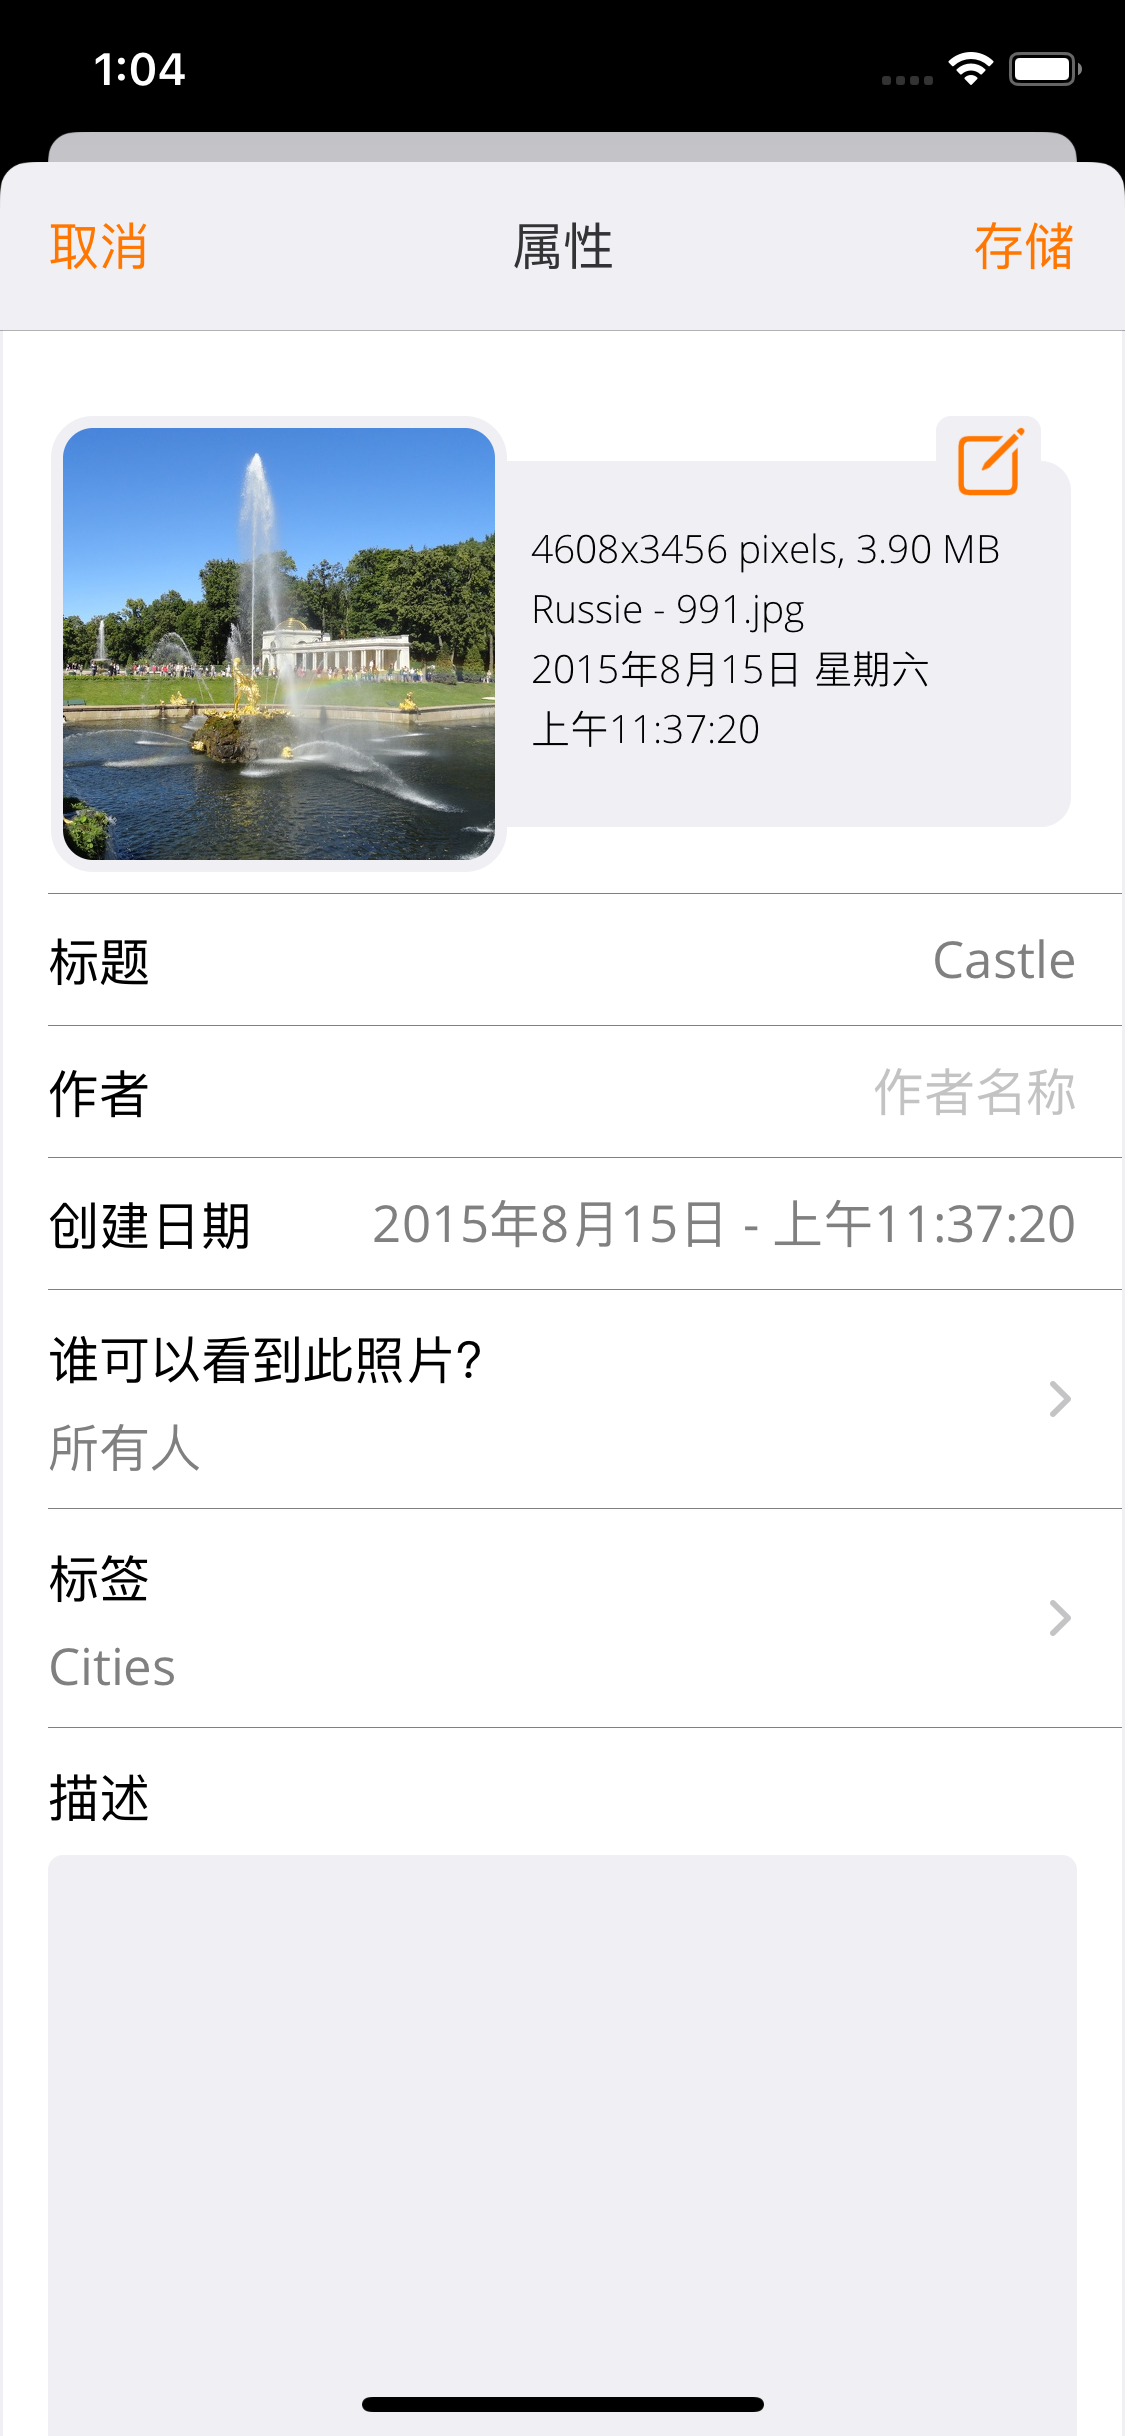 1:04
取消
属性
存储
4608x3456 pixels, 3.90 MB
Russie - 991.jpg
2015年8月15日 星期六
上午11:37:20
标题
Castle
作者
作者名称
创建日期
2015年8月15日 - 上午11:37:20
谁可以看到此照片?
所有人
标签
Cities
描述